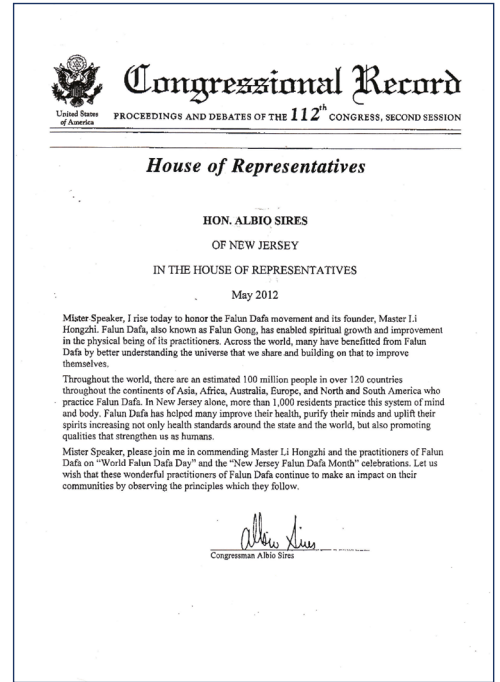 Congressional Record
United States
of America
PROCEEDINGS AND DEBATES OF THE 112th CONGRESS, SECOND SESSION
House of Representatives
HON. ALBIO SIRES
OF NEW JERSEY
IN THE HOUSE OF REPRESENTATIVES
May 2012
Mister Speaker, I rise today to honor the Falun Dafa movement and its founder, Master Li
Hongzhi. Falun Dafa, also known as Falun Gong, has enabled spiritual growth and improvement
in the physical being of its practitioners. Across the world, many have benefitted from Falun
Dafa by better understanding the universe that we share and building on that to improve
themselves.
Throughout the world, there are an estimated 100 million people in over 120 countries
throughout the continents of Asia, Africa, Australia, Europe, and North and South America who
practice Falun Dafa. In New Jersey alone, more than 1,000 residents practice this system of mind
and body. Falun Dafa has helped many improve their health, purify their minds and uplift their
spirits increasing not only health standards around the state and the world, but also promoting
qualities that strengthen us as humans.
Mister Speaker, please join me in commending Master Li Hongzhi and the practitioners of Falun
Dafa on "World Falun Dafa Day" and the "New Jersey Falun Dafa Month" celebrations. Let us
wish that these wonderful practitioners of Falun Dafa continue to make an impact on their
communities by observing the principles which they follow.
Albio Sires
Congressman Albio Sires